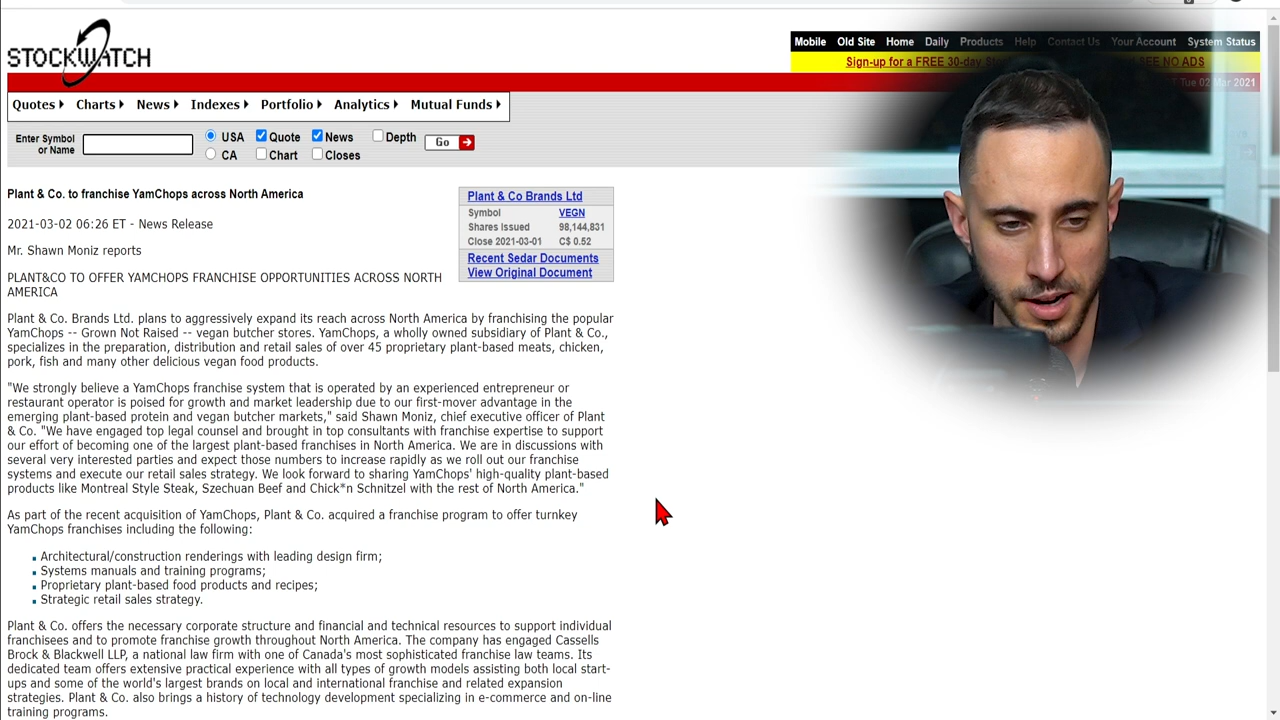 STOCKWATCH
Mobile Old Site Home Daily Products Help Contact Us Your Account System Status
Sign-up for a FREE 30-day SEE NO ADS
Tue 02 Mar 2021
Quotes Charts News Indexes Portfolio Analytics Mutual Funds
Enter Symbol
or Name
USA Quote News Depth Go
CA Chart Closes
Plant & Co. to franchise YamChops across North America
Plant & Co Brands Ltd
Symbol VEGN
Shares Issued 98,144,831
Close 2021-03-01 C$ 0.52
Recent Sedar Documents
View Original Document
2021-03-02 06:26 ET - News Release
Mr. Shawn Moniz reports
PLANT&CO TO OFFER YAMCHOPS FRANCHISE OPPORTUNITIES ACROSS NORTH
AMERICA
Plant & Co. Brands Ltd. plans to aggressively expand its reach across North America by franchising the popular
YamChops -- Grown Not Raised -- vegan butcher stores. YamChops, a wholly owned subsidiary of Plant & Co.,
specializes in the preparation, distribution and retail sales of over 45 proprietary plant-based meats, chicken,
pork, fish and many other delicious vegan food products.
"We strongly believe a YamChops franchise system that is operated by an experienced entrepreneur or
restaurant operator is poised for growth and market leadership due to our first-mover advantage in the
emerging plant-based protein and vegan butcher markets," said Shawn Moniz, chief executive officer of Plant
& Co. "We have engaged top legal counsel and brought in top consultants with franchise expertise to support
our effort of becoming one of the largest plant-based franchises in North America. We are in discussions with
several very interested parties and expect those numbers to increase rapidly as we roll out our franchise
systems and execute our retail sales strategy. We look forward to sharing YamChops' high-quality plant-based
products like Montreal Style Steak, Szechuan Beef and Chick*n Schnitzel with the rest of North America."
As part of the recent acquisition of YamChops, Plant & Co. acquired a franchise program to offer turnkey
YamChops franchises including the following:
Architectural/construction renderings with leading design firm;
Systems manuals and training programs;
Proprietary plant-based food products and recipes;
Strategic retail sales strategy.
Plant & Co. offers the necessary corporate structure and financial and technical resources to support individual
franchisees and to promote franchise growth throughout North America. The company has engaged Cassells
Brock & Blackwell LLP, a national law firm with one of Canada's most sophisticated franchise law teams. Its
dedicated team offers extensive practical experience with all types of growth models assisting both local start-
ups and some of the world's largest brands on local and international franchise and related expansion
strategies. Plant & Co. also brings a history of technology development specializing in e-commerce and on-line
training programs.